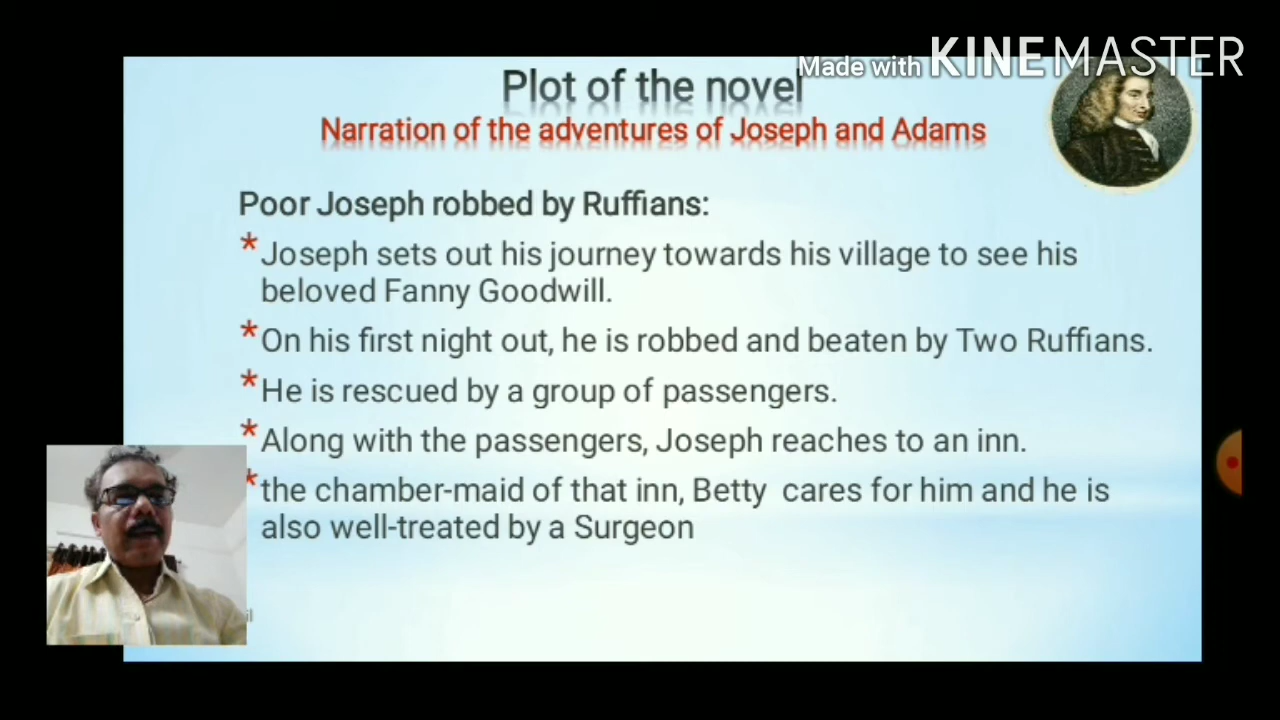 Made with KINEMASTER
Plot of the novel
Narration of the adventures of Joseph and Adams
Poor Joseph robbed by Ruffians:
* Joseph sets out his journey towards his village to see his
beloved Fanny Goodwill.
* On his first night out, he is robbed and beaten by Two Ruffians.
* He is rescued by a group of passengers.
* Along with the passengers, Joseph reaches to an inn.
* the chamber-maid of that inn, Betty cares for him and he is
also well-treated by a Surgeon